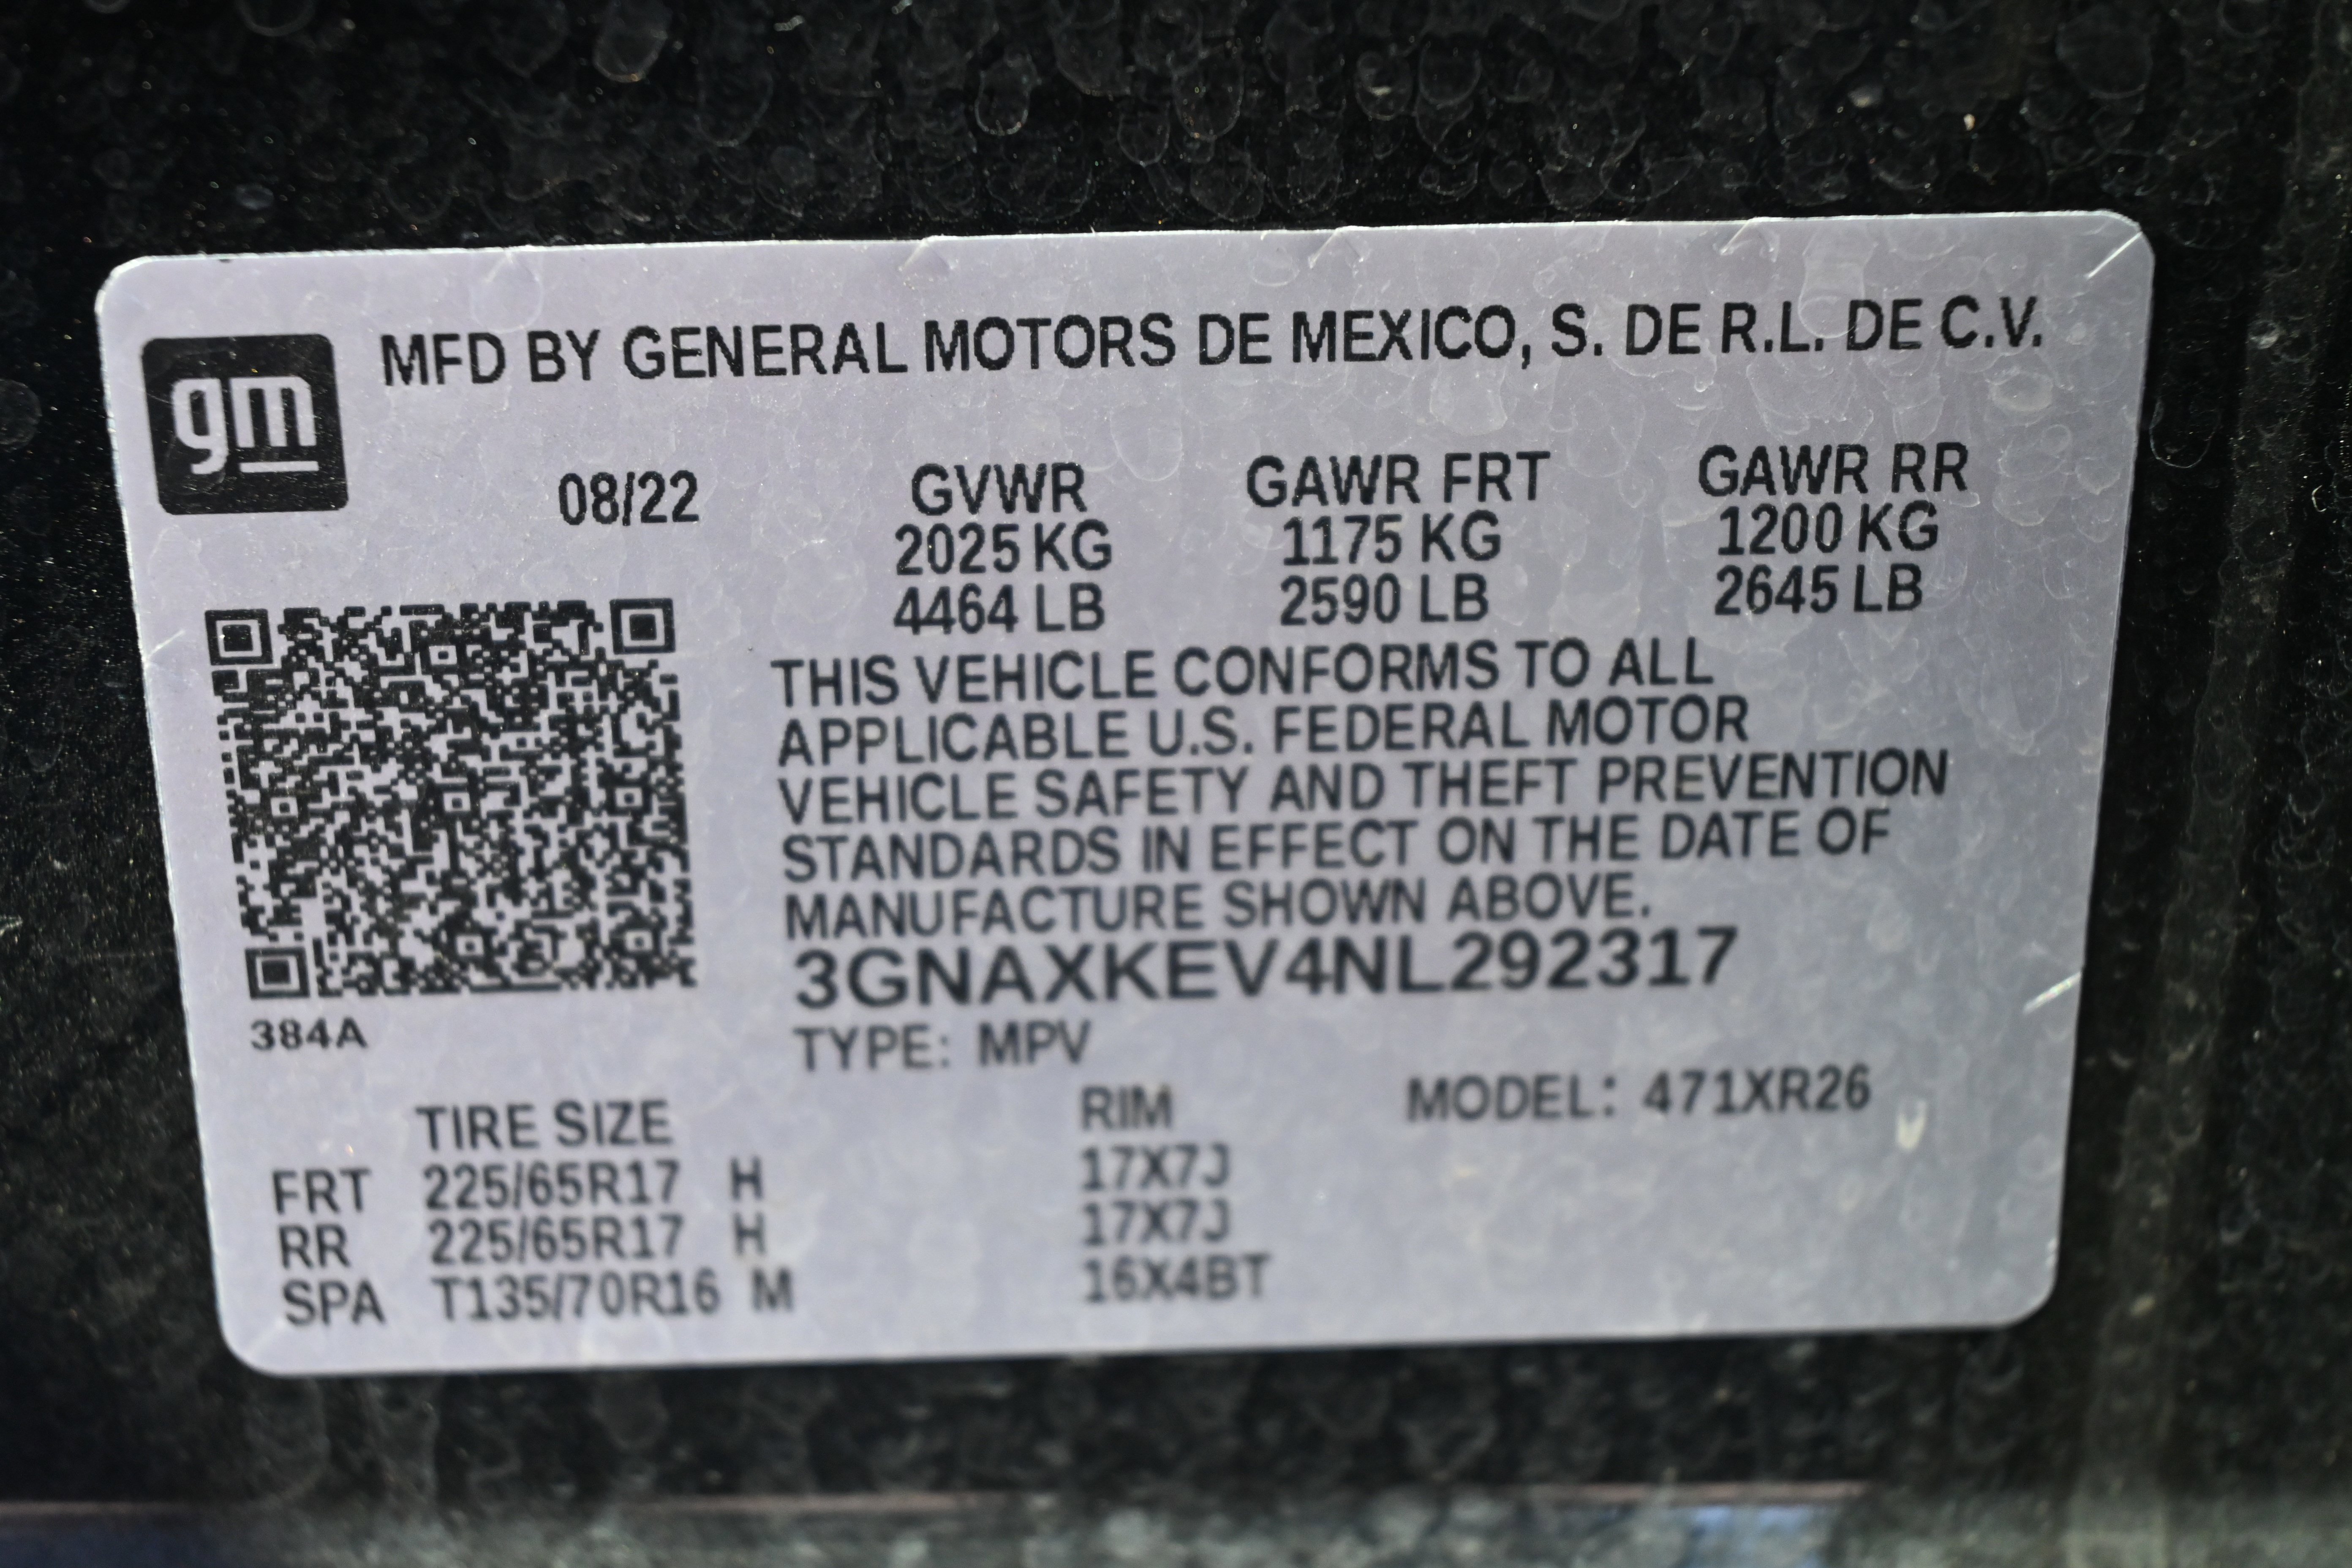 gm
MFD BY GENERAL MOTORS DE MEXICO, S. DE R.L. DE C.V.
08/22 GVWR GAWR FRT GAWR RR
2025 KG 1175 KG 1200 KG
4464 LB 2590 LB 2645 LB
THIS VEHICLE CONFORMS TO ALL
APPLICABLE U.S. FEDERAL MOTOR
VEHICLE SAFETY AND THEFT PREVENTION
STANDARDS IN EFFECT ON THE DATE OF
MANUFACTURE SHOWN ABOVE.
3GNAXKEV4NL292317
384A
TYPE: MPV
TIRE SIZE RIM MODEL: 471XR26
FRT 225/65R17 H 17X7J
RR 225/65R17 H 17X7J
SPA T135/70R16 M 16X4BT